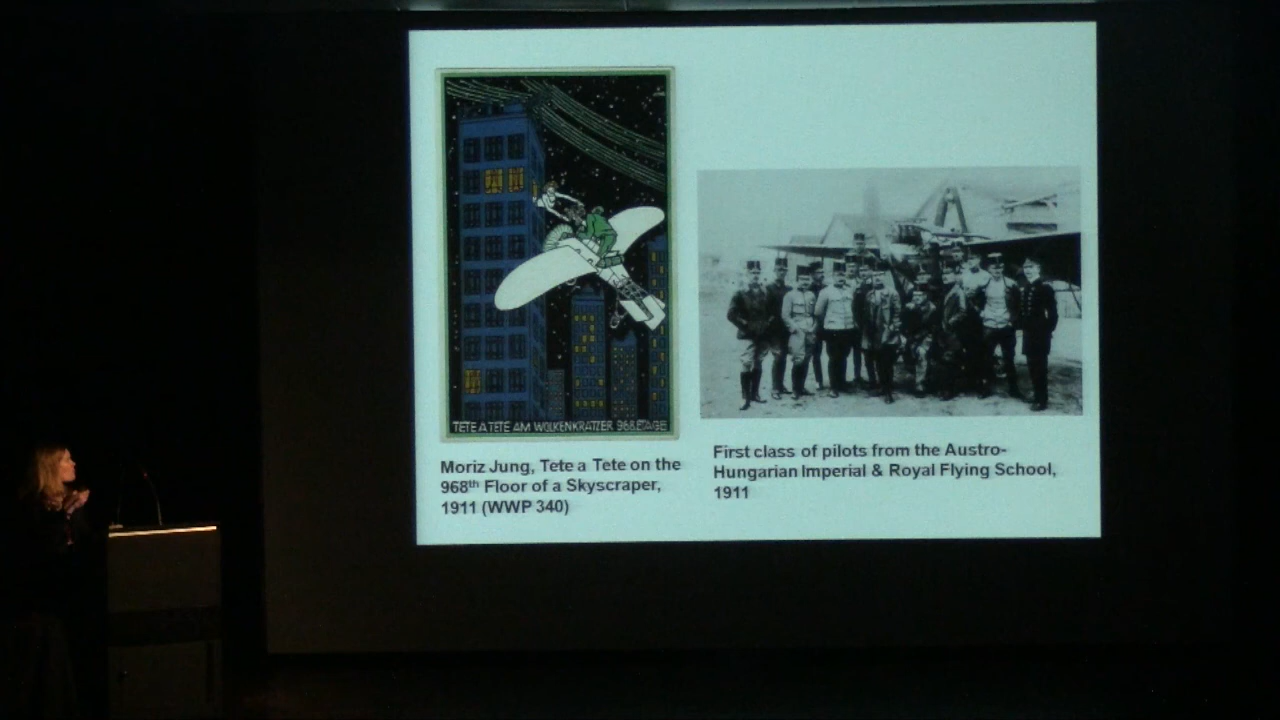 TETE A TETE AM WOLKENKRATZER 968.ETAGE
Moriz Jung, Tete a Tete on the
968th Floor of a Skyscraper,
1911 (WWP 340)
First class of pilots from the Austro-
Hungarian Imperial & Royal Flying School,
1911